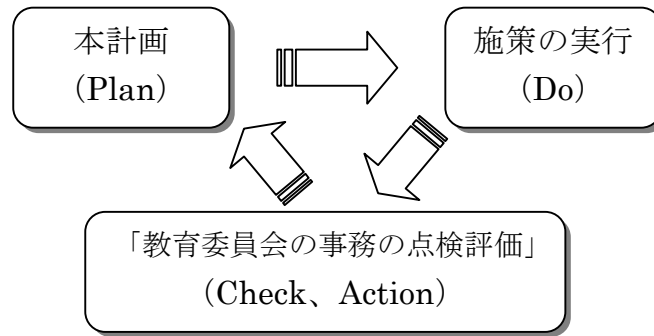 本計画
(Plan)
施策の実行
(Do)
「教育委員会の事務の点検評価」
(Check、Action)